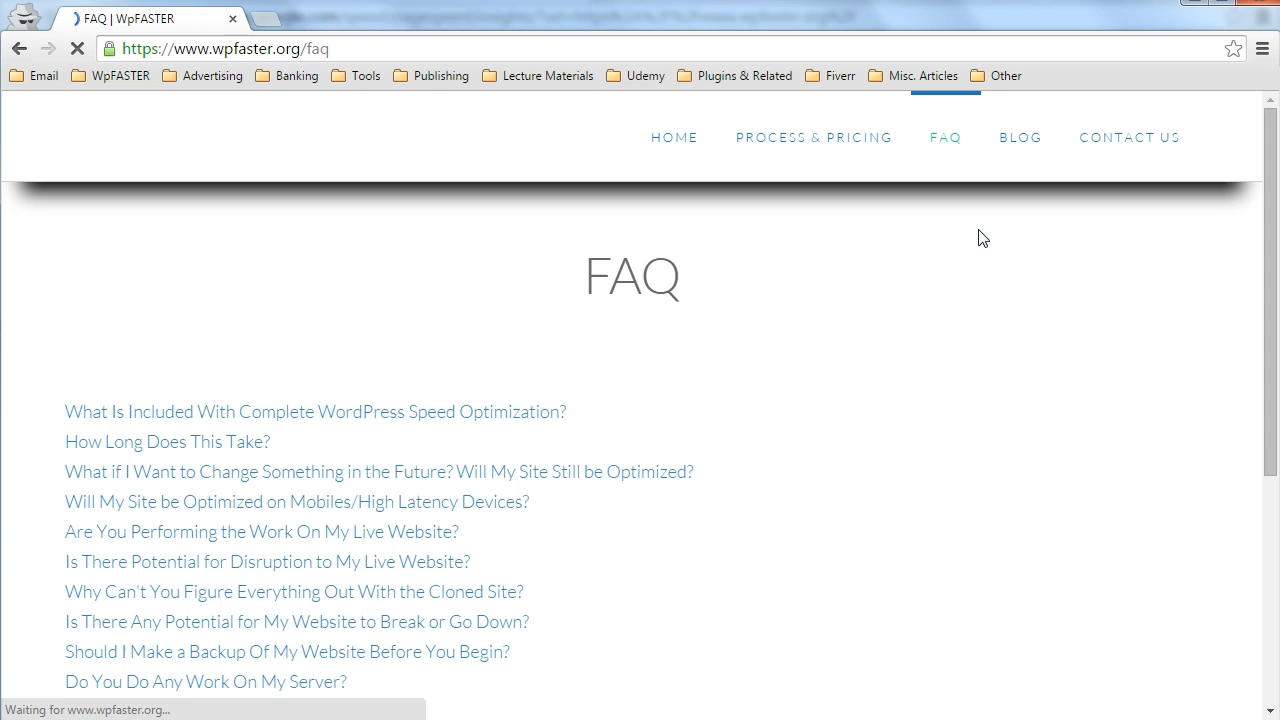 FAQ | WpFASTER
https://www.wpfaster.org/faq
Email WpFASTER Advertising Banking Tools Publishing Lecture Materials Udemy Plugins & Related Fiverr Misc. Articles Other
HOME PROCESS & PRICING FAQ BLOG CONTACT US
FAQ
What Is Included With Complete WordPress Speed Optimization?
How Long Does This Take?
What if I Want to Change Something in the Future? Will My Site Still be Optimized?
Will My Site be Optimized on Mobiles/High Latency Devices?
Are You Performing the Work On My Live Website?
Is There Potential for Disruption to My Live Website?
Why Can't You Figure Everything Out With the Cloned Site?
Is There Any Potential for My Website to Break or Go Down?
Should I Make a Backup Of My Website Before You Begin?
Do You Do Any Work On My Server?
Waiting for www.wpfaster.org...